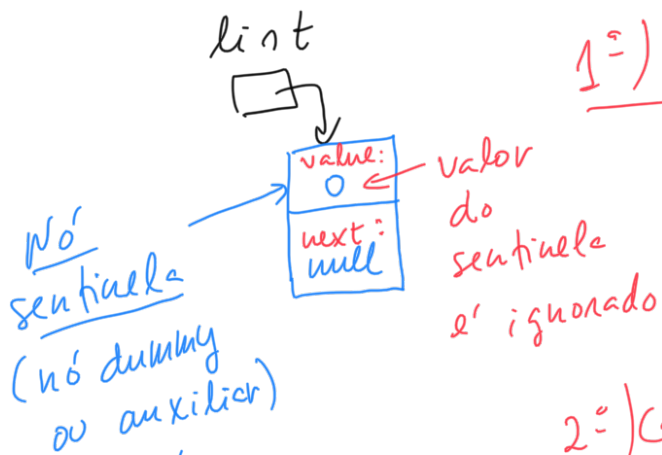 list
1º)
value:
0
valor
do
sentinela
é ignorado
next:
null
Nó
sentinela
(nó dummy
ou auxiliar)
2º)